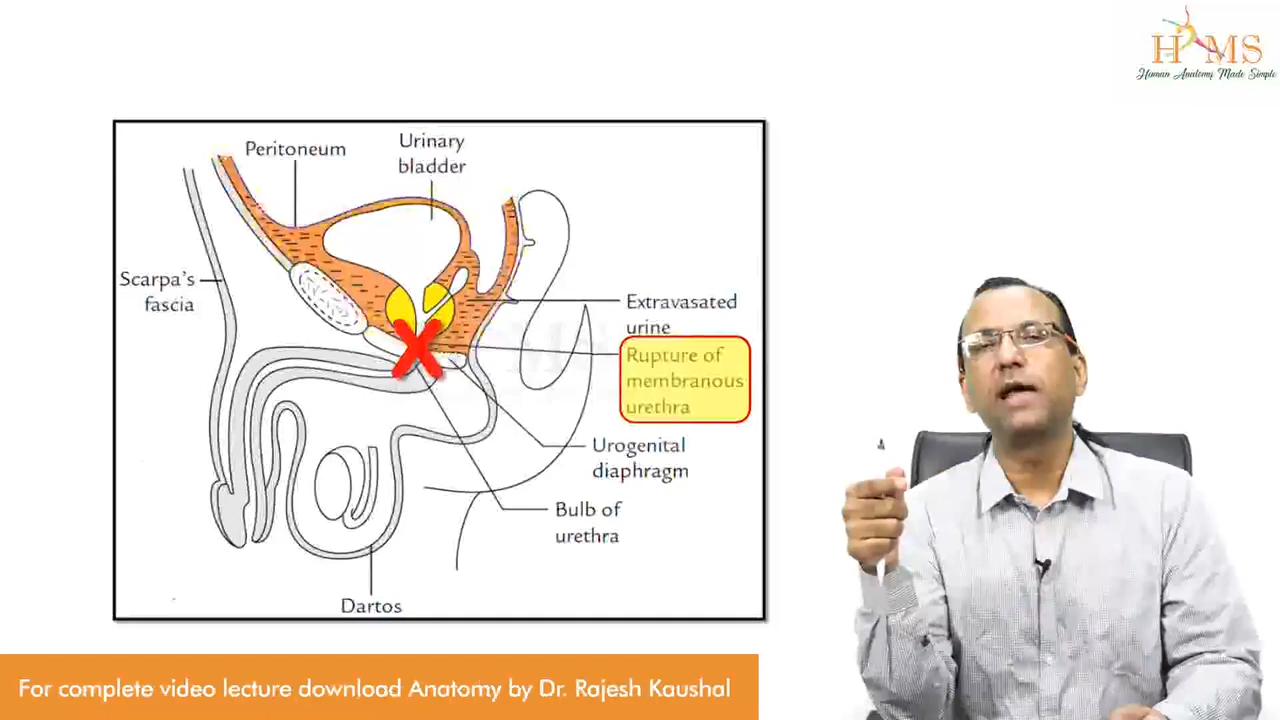 H MS
Human Anatomy Made Simple
Peritoneum
Urinary
bladder
Scarpa's
fascia
Extravasated
urine
Rupture of
membranous
urethra
Urogenital
diaphragm
Bulb of
urethra
Dartos
For complete video lecture download Anatomy by Dr. Rajesh Kaushal